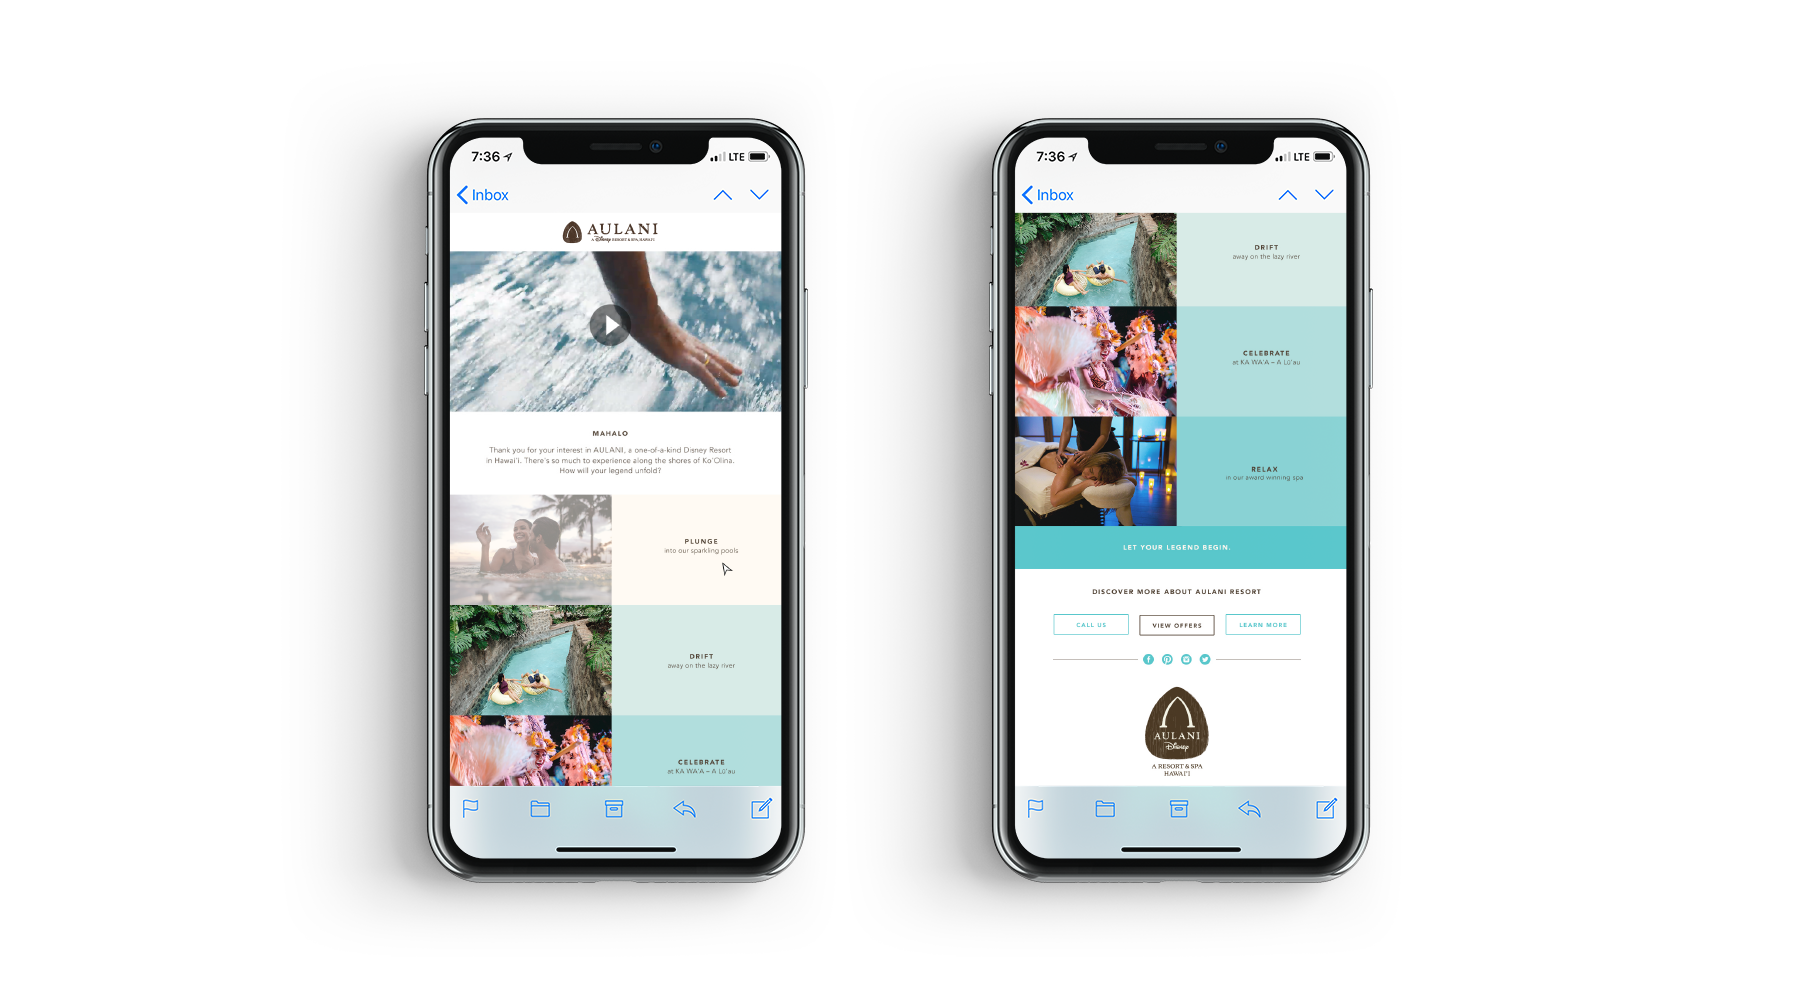 7:36
LTE
Inbox
AULANI
A Disney RESORT & SPA, HAWAI'I
MAHALO
Thank you for your interest in AULANI, a one-of-a-kind Disney Resort
in Hawai'i. There's so much to experience along the shores of Ko'Olina.
How will your legend unfold?
PLUNGE
into our sparkling pools
DRIFT
away on the lazy river
CELEBRATE
at KA WA'A – A Lū'au
7:36
LTE
Inbox
DRIFT
away on the lazy river
CELEBRATE
at KA WA'A – A Lū'au
RELAX
in our award winning spa
LET YOUR LEGEND BEGIN.
DISCOVER MORE ABOUT AULANI RESORT
CALL US
VIEW OFFERS
LEARN MORE
AULANI
Disney
A RESORT & SPA
HAWAI'I